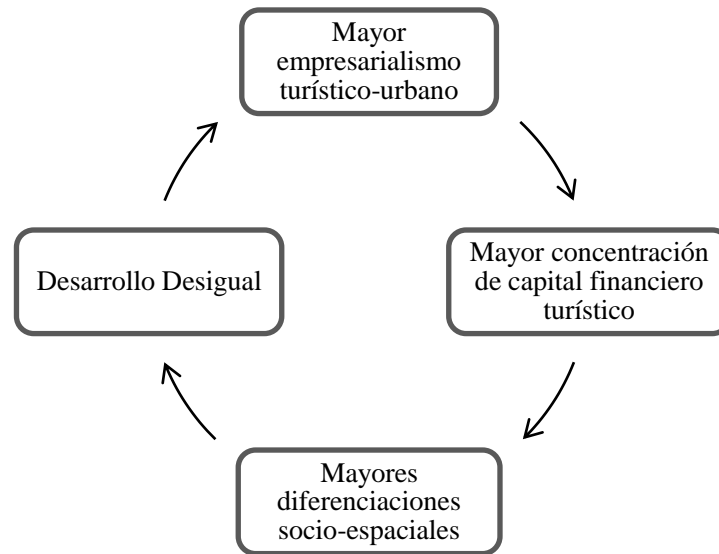 Mayor
empresarialismo
turístico-urbano
Desarrollo Desigual
Mayor concentración
de capital financiero
turístico
Mayores
diferenciaciones
socio-espaciales